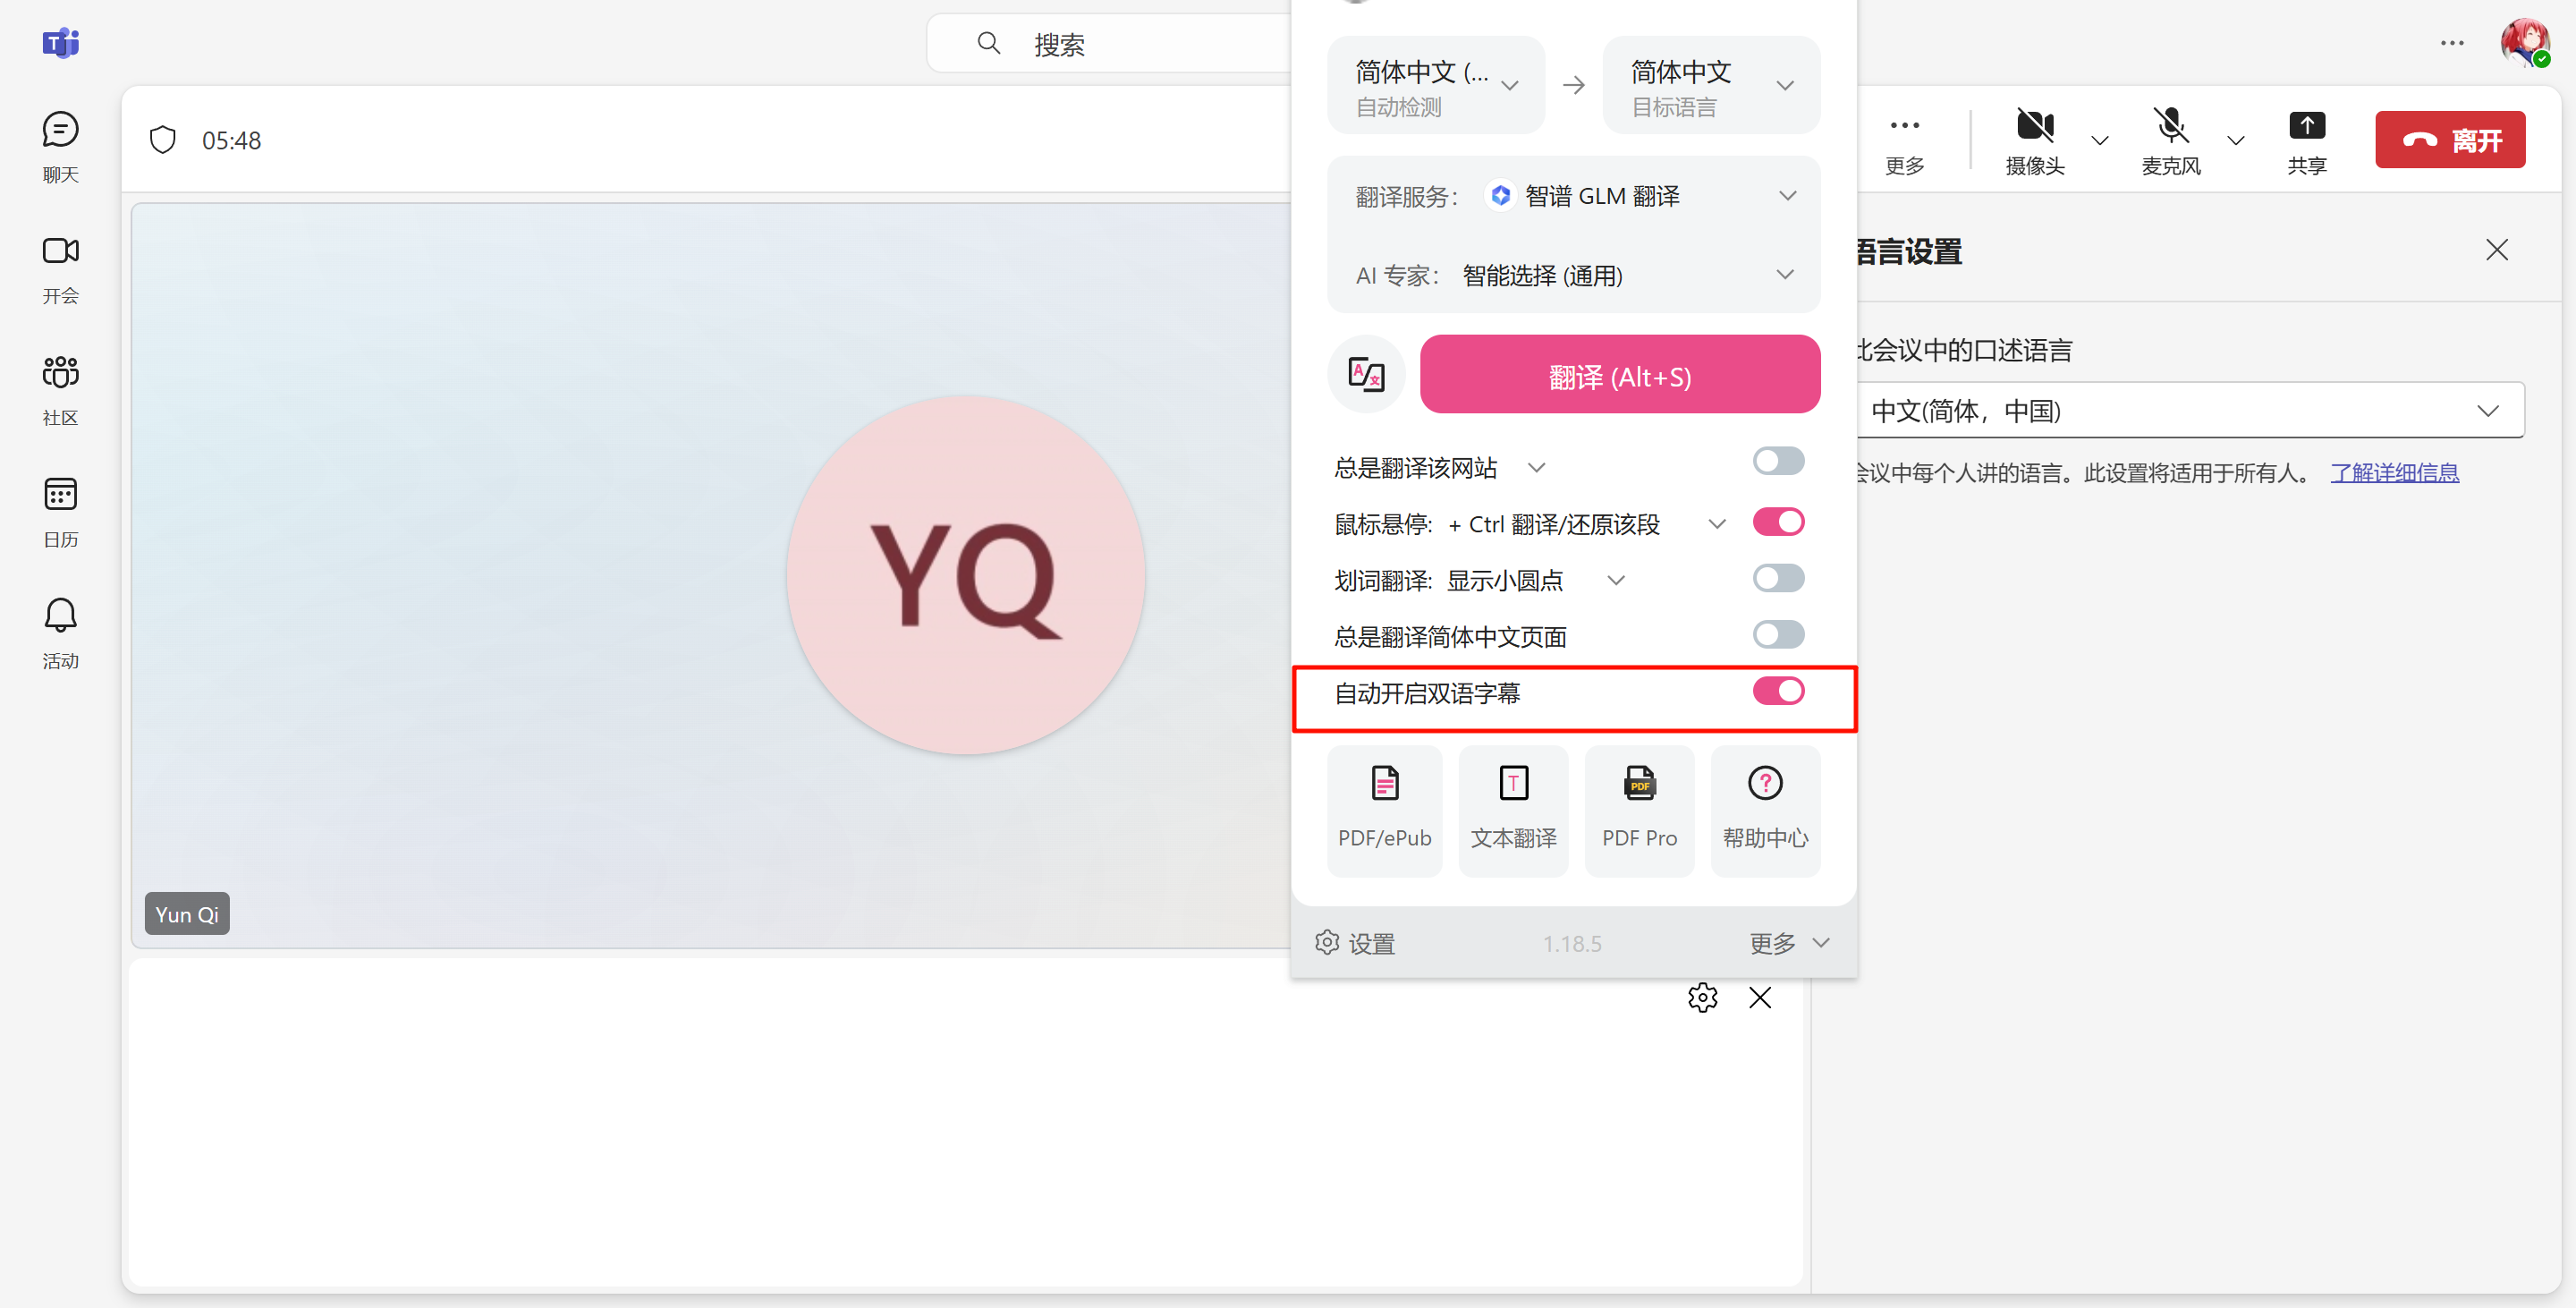 搜索
聊天
开会
社区
日历
活动
05:48
YQ
Yun Qi
简体中文 (...
自动检测
简体中文
目标语言
翻译服务：
智谱 GLM 翻译
AI 专家：
智能选择 (通用)
翻译 (Alt+S)
总是翻译该网站
鼠标悬停: + Ctrl 翻译/还原该段
划词翻译: 显示小圆点
总是翻译简体中文页面
自动开启双语字幕
PDF/ePub
文本翻译
PDF
PDF Pro
帮助中心
设置
1.18.5
更多
更多
摄像头
麦克风
共享
离开
语言设置
此会议中的口述语言
中文(简体，中国)
会议中每个人讲的语言。此设置将适用于所有人。 了解详细信息